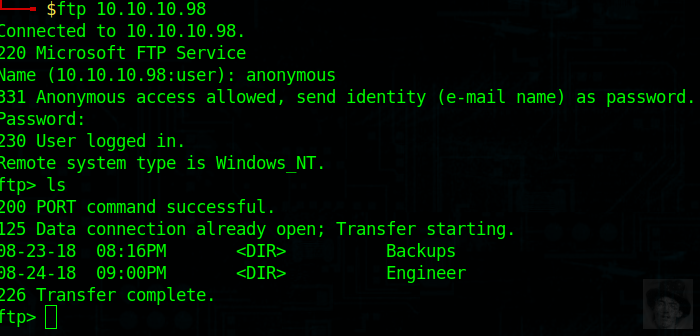 $ftp 10.10.10.98
Connected to 10.10.10.98.
220 Microsoft FTP Service
Name (10.10.10.98:user): anonymous
331 Anonymous access allowed, send identity (e-mail name) as password.
Password:
230 User logged in.
Remote system type is Windows_NT.
ftp> ls
200 PORT command successful.
125 Data connection already open; Transfer starting.
08-23-18  08:16PM       <DIR>          Backups
08-24-18  09:00PM       <DIR>          Engineer
226 Transfer complete.
ftp>